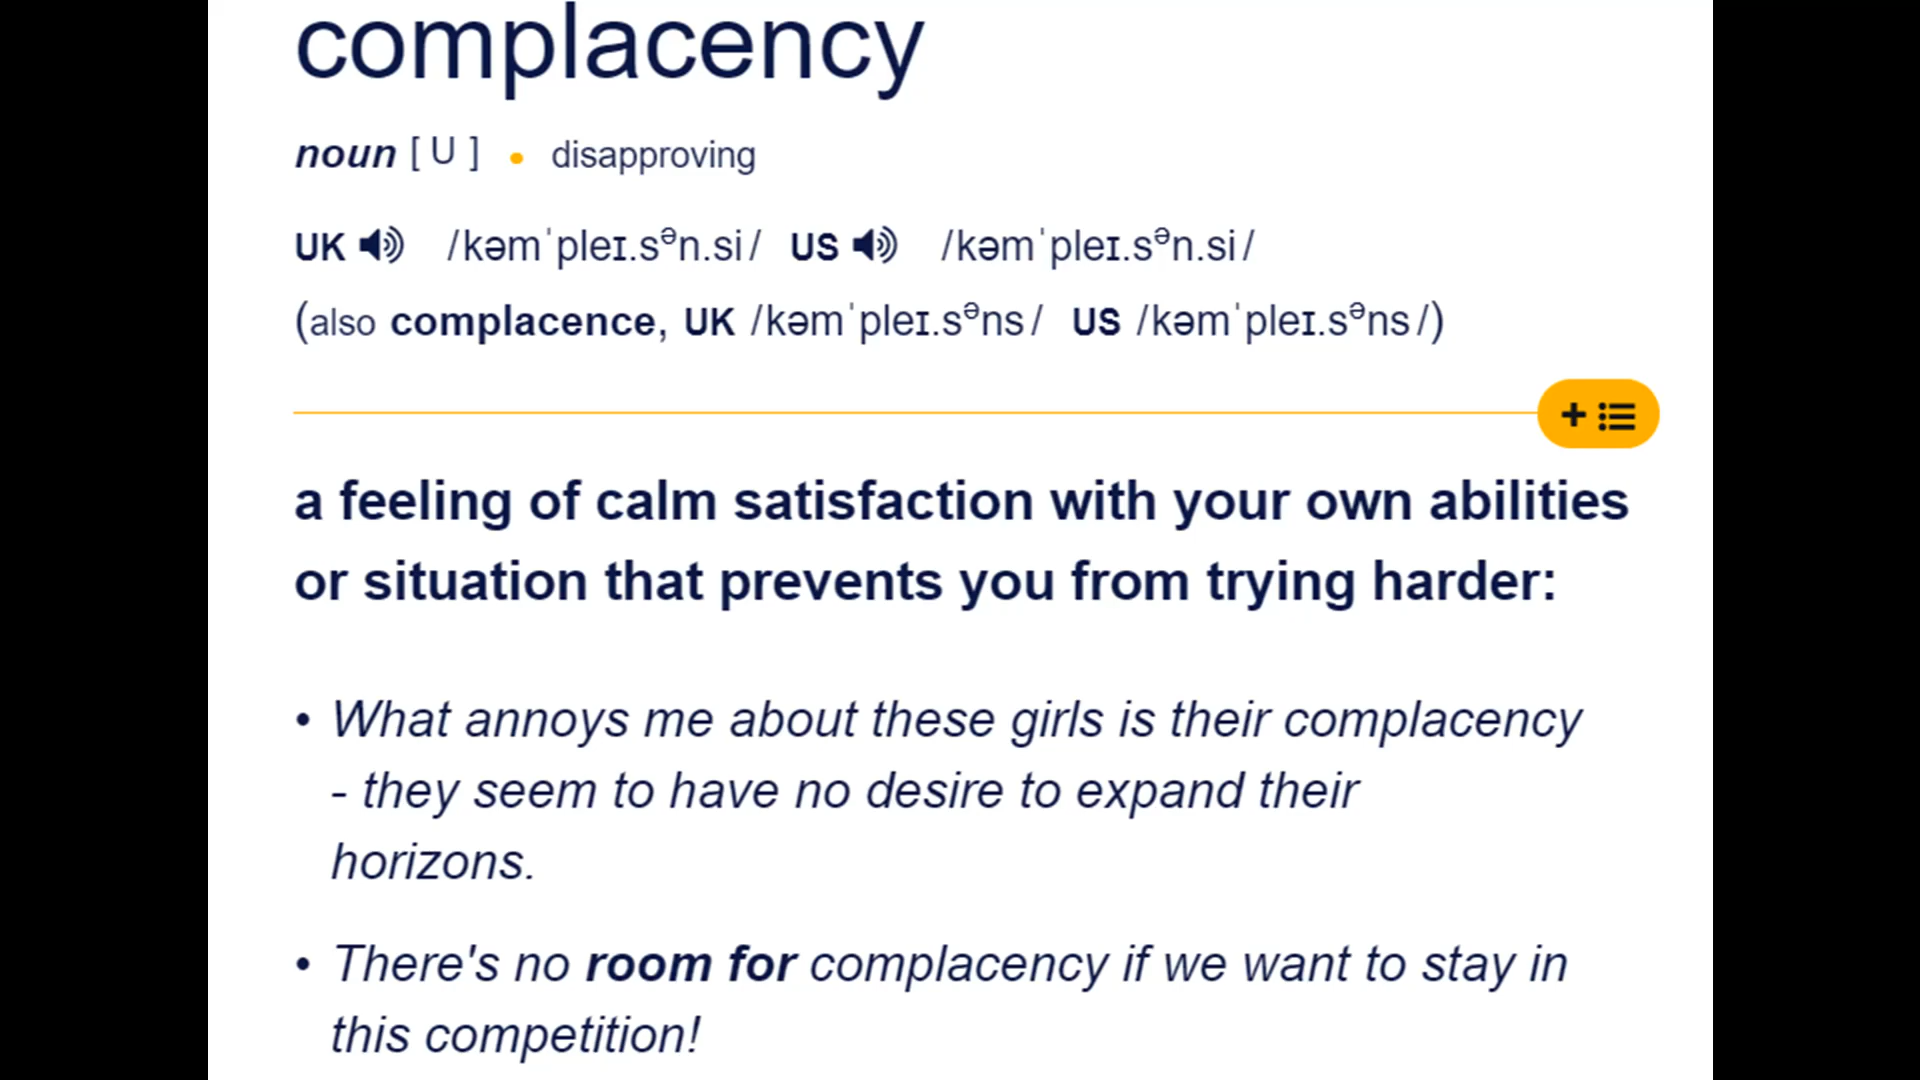 complacency
noun [ U ] • disapproving
UK /kəmˈpleɪ.sᵊn.si/ US /kəmˈpleɪ.sᵊn.si/
(also complacence, UK /kəmˈpleɪ.sᵊns/ US /kəmˈpleɪ.sᵊns/)
a feeling of calm satisfaction with your own abilities
or situation that prevents you from trying harder:
• What annoys me about these girls is their complacency
- they seem to have no desire to expand their
horizons.
• There's no room for complacency if we want to stay in
this competition!